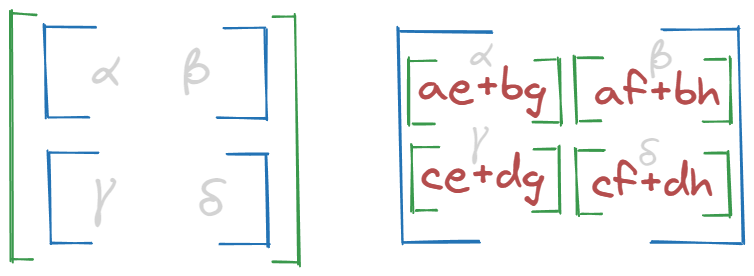 α β
γ δ
α β
ae+bg af+bh
γ δ
ce+dg cf+dh